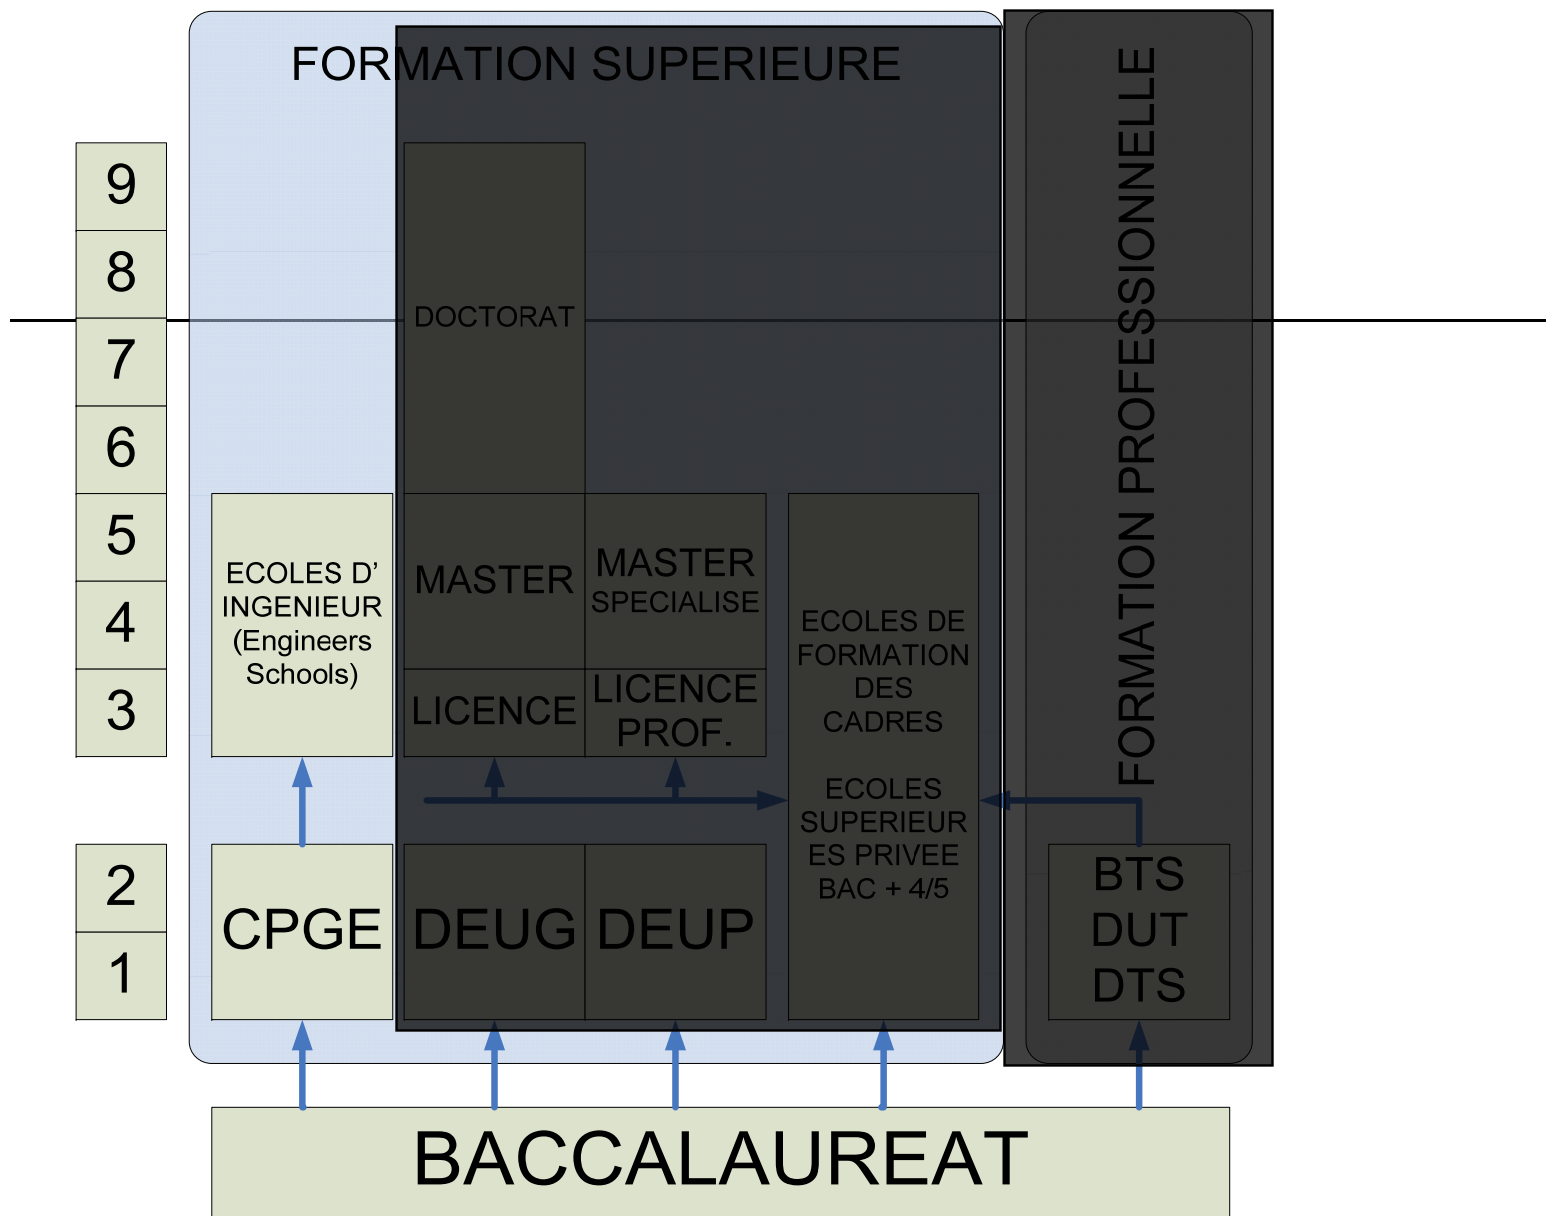 FORMATION SUPERIEURE
FORMATION PROFESSIONNELLE
9
8
7
6
5
4
3
2
1
DOCTORAT
ECOLES D’
INGENIEUR
(Engineers
Schools)
MASTER
MASTER
SPECIALISE
LICENCE
LICENCE
PROF.
ECOLES DE
FORMATION
DES
CADRES
ECOLES
SUPERIEUR
ES PRIVEE
BAC + 4/5
CPGE
DEUG
DEUP
BTS
DUT
DTS
BACCALAUREAT